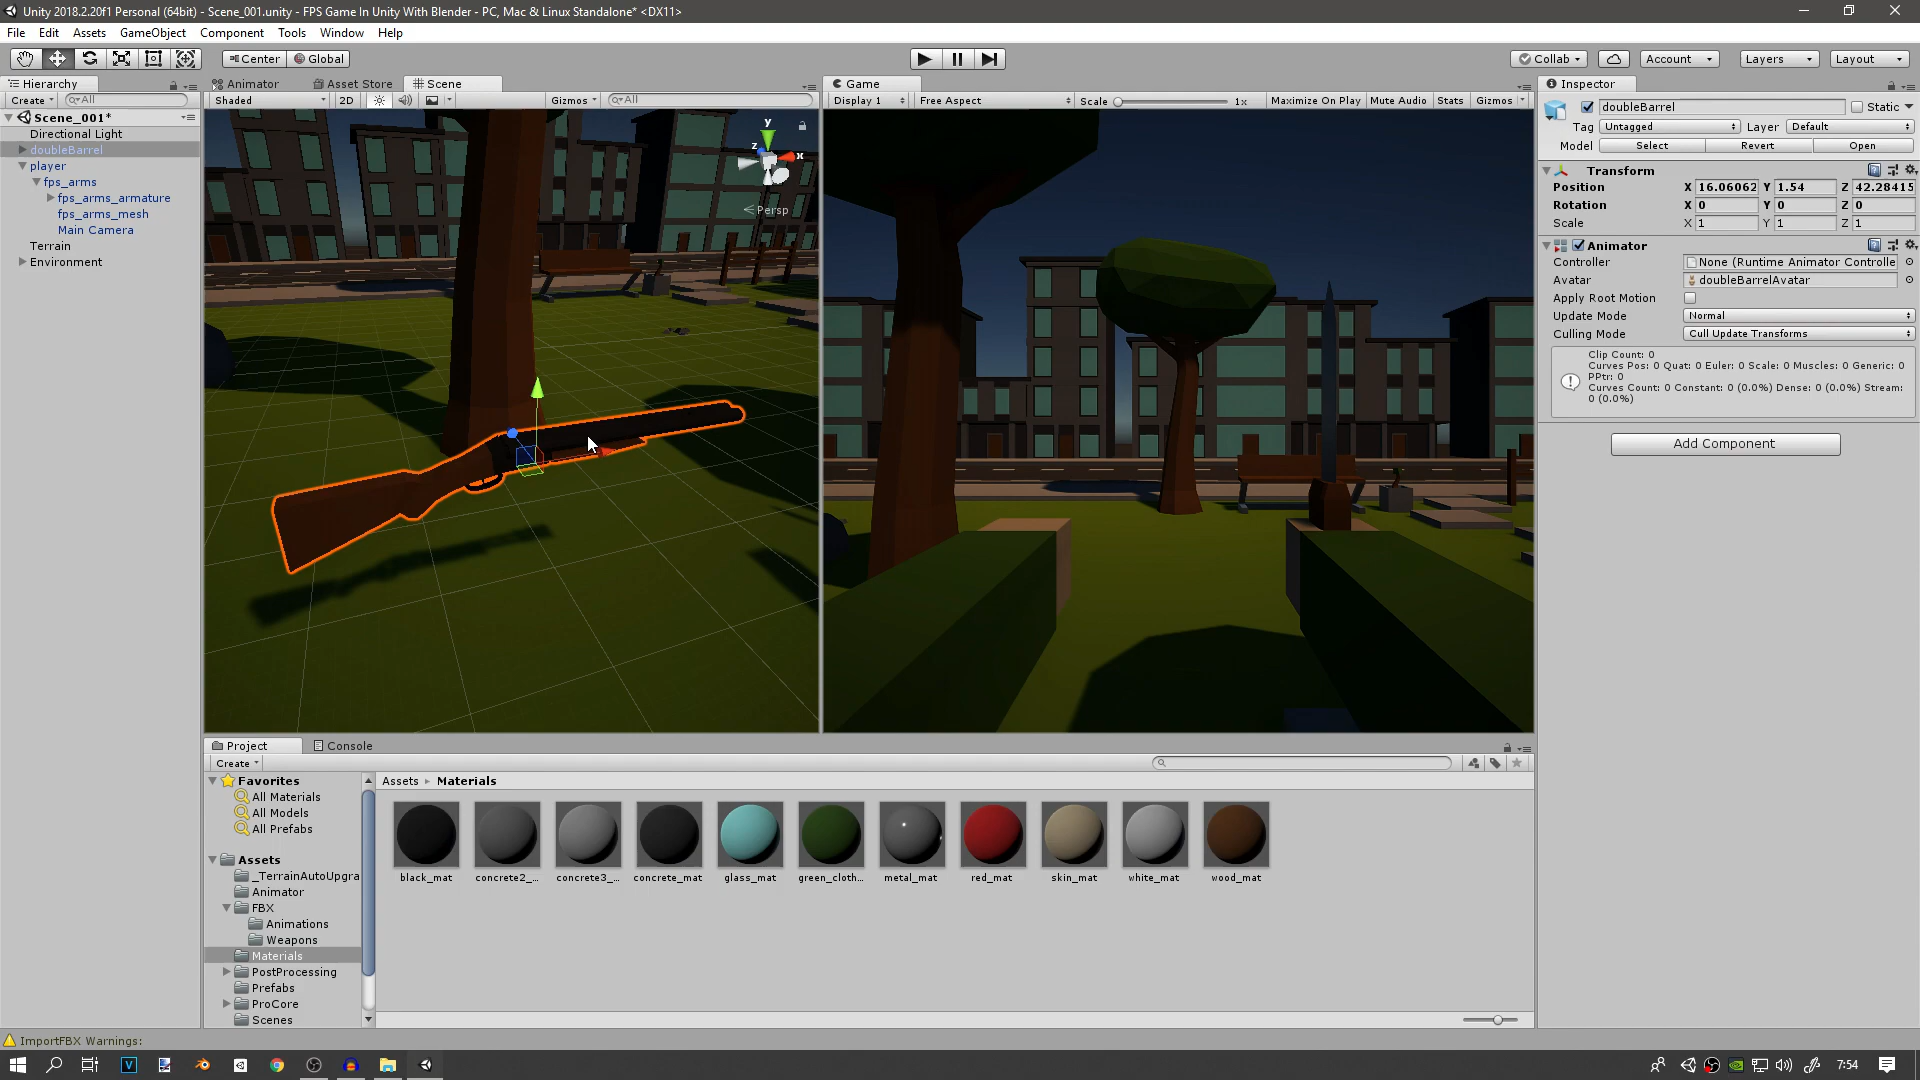 Unity 2018.2.20f1 Personal (64bit) - Scene_001.unity - FPS Game In Unity With Blender - PC, Mac & Linux Standalone* <DX11>
File Edit Assets GameObject Component Tools Window Help
Center Global Collab Account Layers Layout
Hierarchy
Create All
Scene_001*
Directional Light
doubleBarrel
player
fps_arms
fps_arms_armature
fps_arms_mesh
Main Camera
Terrain
Environment
Animator Asset Store Scene
Shaded 2D Gizmos All
y
z
x
Persp
Game
Display 1 Free Aspect Scale 1x Maximize On Play Mute Audio Stats Gizmos
Inspector
doubleBarrel Static
Tag Untagged Layer Default
Model Select Revert Open
Transform
Position X 16.06062 Y 1.54 Z 42.28415
Rotation X 0 Y 0 Z 0
Scale X 1 Y 1 Z 1
Animator
Controller None (Runtime Animator Controlle
Avatar doubleBarrelAvatar
Apply Root Motion
Update Mode Normal
Culling Mode Cull Update Transforms
Clip Count: 0
Curves Pos: 0 Quat: 0 Euler: 0 Scale: 0 Muscles: 0 Generic: 0
PPtr: 0
Curves Count: 0 Constant: 0 (0.0%) Dense: 0 (0.0%) Stream:
0 (0.0%)
Add Component
Project Console
Create
Favorites
All Materials
All Models
All Prefabs
Assets
_TerrainAutoUpgra
Animator
FBX
Animations
Weapons
Materials
PostProcessing
Prefabs
ProCore
Scenes
Assets Materials
black_mat concrete2_... concrete3_... concrete_mat glass_mat green_cloth... metal_mat red_mat skin_mat white_mat wood_mat
ImportFBX Warnings:
7:54